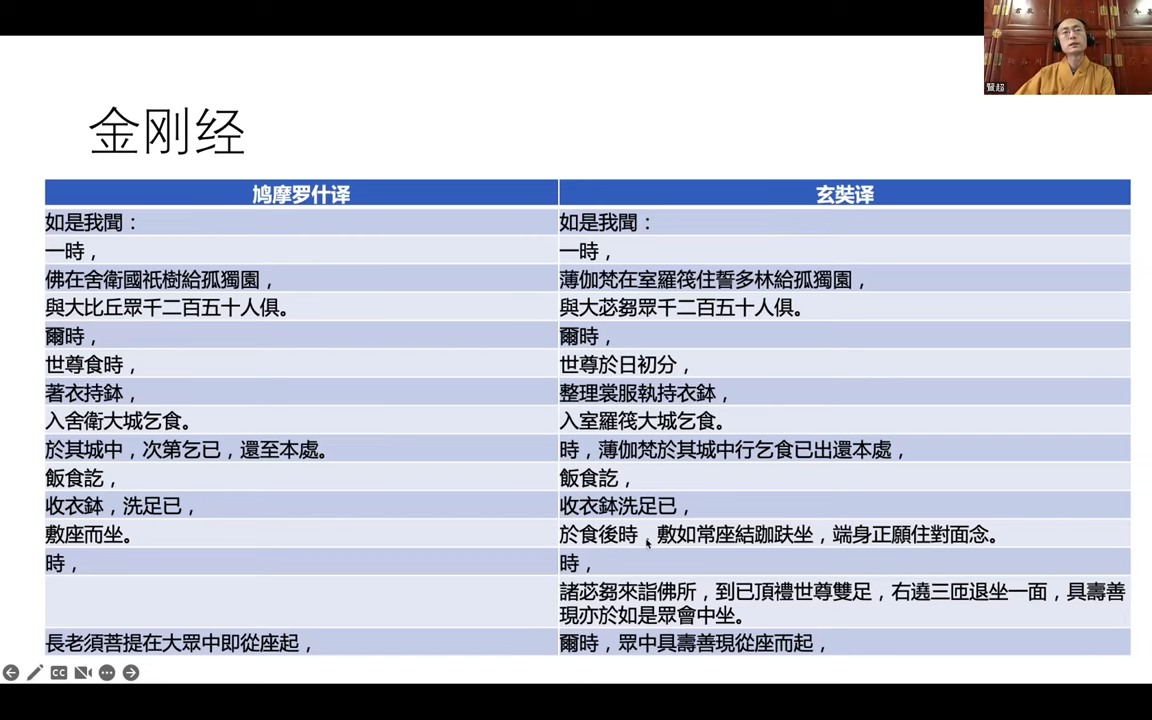 賢超
金刚经
鸠摩罗什译
玄奘译
如是我聞：
如是我聞：
一時，
一時，
佛在舍衛國祇樹給孤獨園，
薄伽梵在室羅筏住誓多林給孤獨園，
與大比丘眾千二百五十人俱。
與大苾芻眾千二百五十人俱。
爾時，
爾時，
世尊食時，
世尊於日初分，
著衣持鉢，
整理裳服執持衣鉢，
入舍衛大城乞食。
入室羅筏大城乞食。
於其城中，次第乞已，還至本處。
時，薄伽梵於其城中行乞食已出還本處，
飯食訖，
飯食訖，
收衣鉢，洗足已，
收衣鉢洗足已，
敷座而坐。
於食後時，敷如常座結跏趺坐，端身正願住對面念。
時，
時，
諸苾芻來詣佛所，到已頂禮世尊雙足，右遶三匝退坐一面，具壽善
現亦於如是眾會中坐。
長老須菩提在大眾中即從座起，
爾時，眾中具壽善現從座而起，
CC